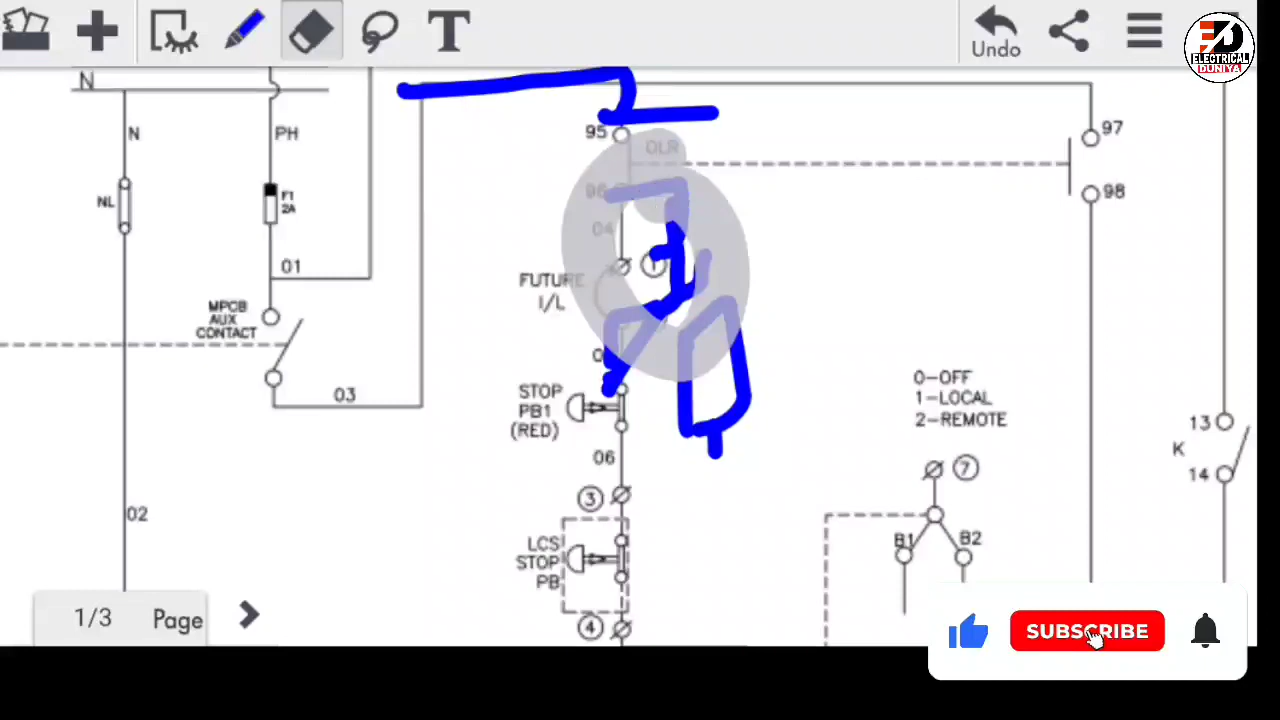 T
Undo
ELECTRICAL
DUNIYA
N
N
PH
NL
F1
2A
01
MPCB
AUX
CONTACT
03
02
95
OLR
96
04
1
FUTURE
I/L
STOP
PB1
(RED)
06
3
LCS
STOP
PB
4
97
98
0-OFF
1-LOCAL
2-REMOTE
7
B1
B2
13
K
14
1/3
Page
SUBSCRIBE